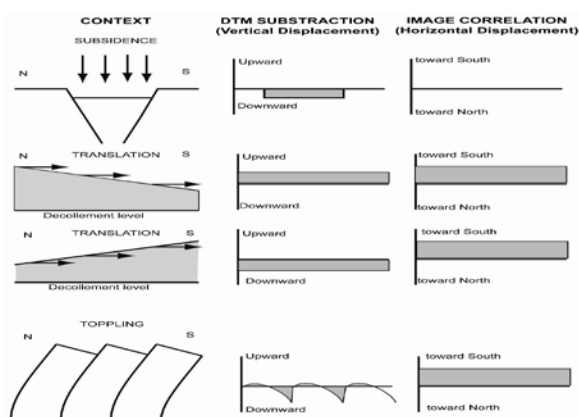 CONTEXT
DTM SUBSTRACTION
(Vertical Displacement)
IMAGE CORRELATION
(Horizontal Displacement)
SUBSIDENCE
N
S
Upward
Downward
toward South
toward North
N
TRANSLATION
S
Decollement level
Upward
Downward
toward South
toward North
N
TRANSLATION
S
Decollement level
Upward
Downward
toward South
toward North
TOPPLING
N
S
Upward
Downward
toward South
toward North